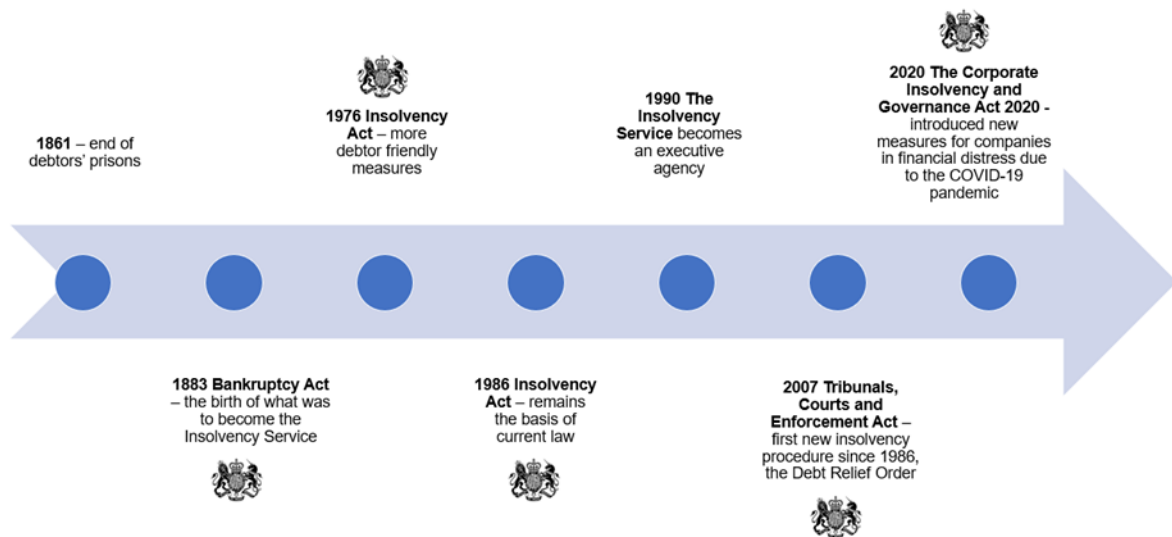 1861 – end of
debtors' prisons
1883 Bankruptcy Act
– the birth of what was
to become the
Insolvency Service
1976 Insolvency
Act – more
debtor friendly
measures
1986 Insolvency
Act – remains
the basis of
current law
1990 The
Insolvency
Service becomes
an executive
agency
2007 Tribunals,
Courts and
Enforcement Act –
first new insolvency
procedure since 1986,
the Debt Relief Order
2020 The Corporate
Insolvency and
Governance Act 2020 -
introduced new
measures for companies
in financial distress due
to the COVID-19
pandemic